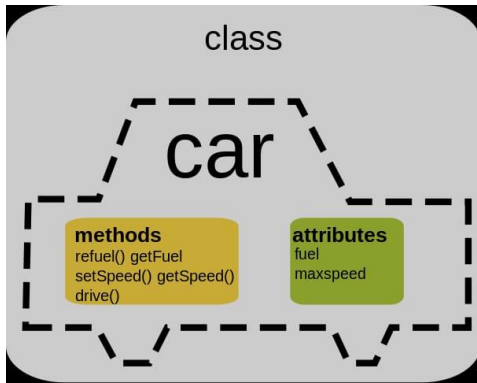 class
car
methods
refuel() getFuel
setSpeed() getSpeed()
drive()
attributes
fuel
maxspeed